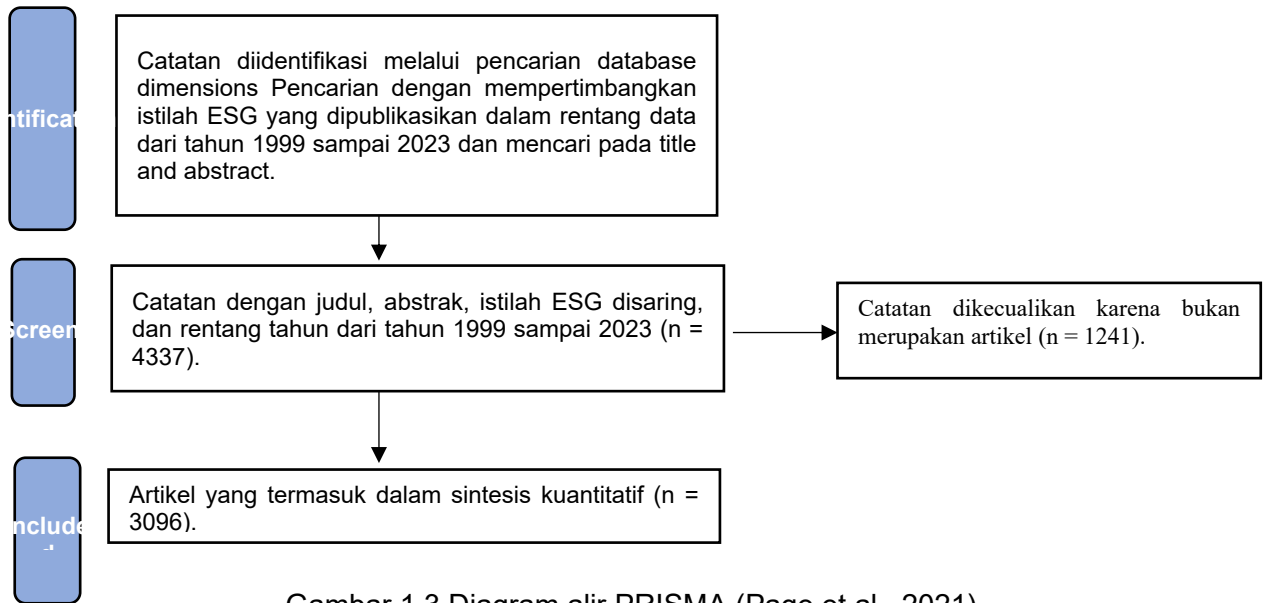 Catatan diidentifikasi melalui pencarian database
dimensions Pencarian dengan mempertimbangkan
istilah ESG yang dipublikasikan dalam rentang data
dari tahun 1999 sampai 2023 dan mencari pada title
and abstract.
ntificat
Catatan dengan judul, abstrak, istilah ESG disaring,
dan rentang tahun dari tahun 1999 sampai 2023 (n =
4337).
Screen
Catatan dikecualikan karena bukan
merupakan artikel (n = 1241).
Artikel yang termasuk dalam sintesis kuantitatif (n =
3096).
nclude
Gambar 1.3 Diagram alir PRISMA (Page et al., 2021)